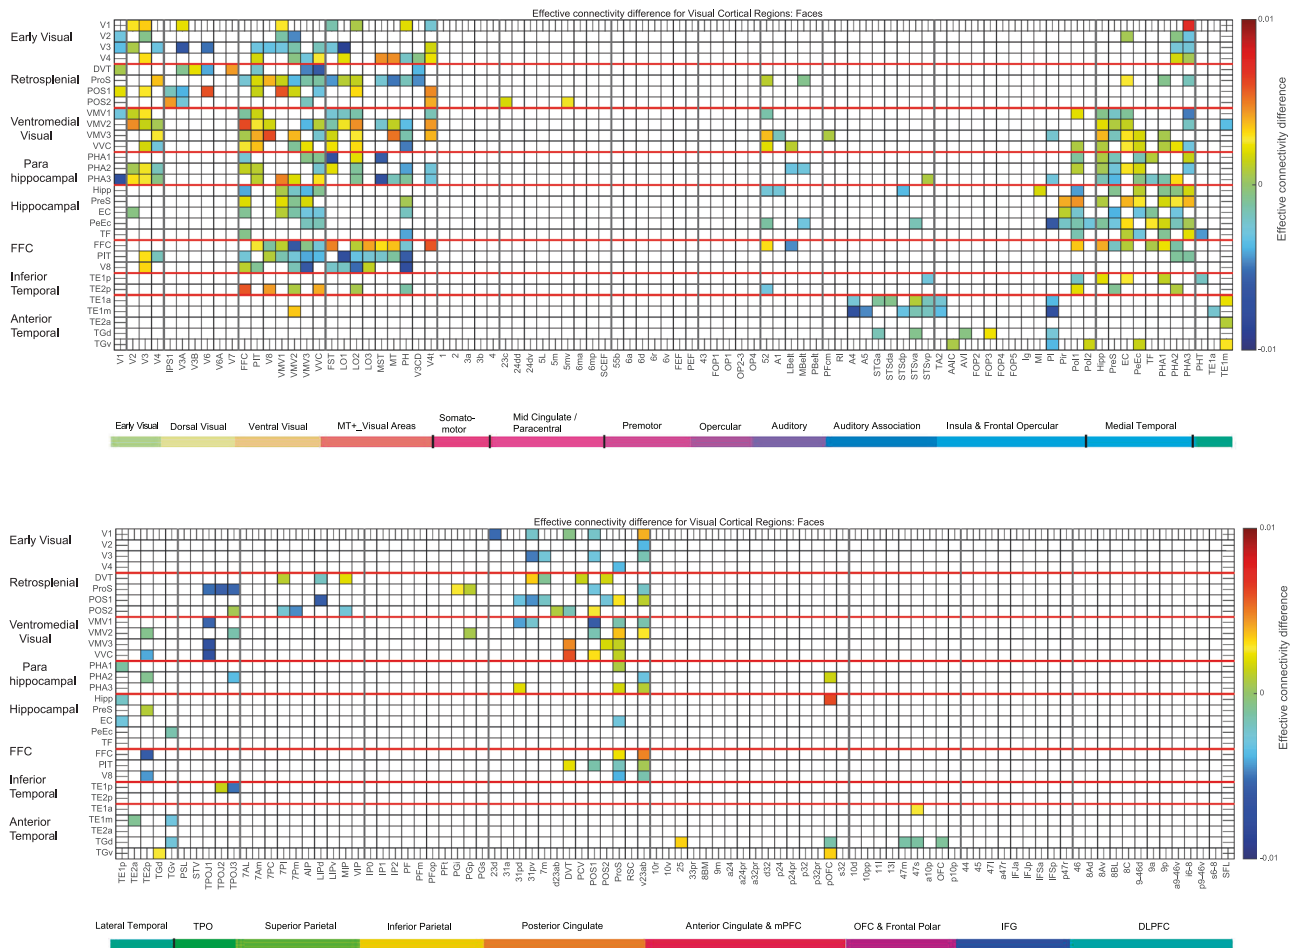 Effective connectivity difference for Visual Cortical Regions: Faces
Early Visual
Retrosplenial
Ventromedial
Visual
Para
hippocampal
Hippocampal
FFC
Inferior
Temporal
Anterior
Temporal
V1
V2
V3
V4
DVT
ProS
POS1
POS2
VMV1
VMV2
VMV3
VVC
PHA1
PHA2
PHA3
Hipp
PreS
EC
PeEc
TF
FFC
PIT
V8
TE1p
TE2p
TE1a
TE1m
TE2a
TGd
TGv
V1 V2 V3 V4 IPS1 V3A V3B V6 V6A V7 FFC PIT V8 VMV1 VMV2 VMV3 VVC FST LO1 LO2 LO3 MST MT PH V3CD V4t 1 2 3a 3b 4 23c 24dd 24dv 5L 5m 5mv 6ma 6mp SCEF 55b 6a 6d 6r 6v FEF PEF 43 FOP1 OP1 OP2-3 OP4 52 A1 LBelt MBelt PBelt PFcm RI A4 A5 STGa STSda STSdp STSva STSvp TA2 AAIC AVI FOP2 FOP3 FOP4 FOP5 Ig MI PI Pir PoI1 PoI2 Hipp PreS EC PeEc TF PHA1 PHA2 PHA3 PHT TE1a TE1m
0.01
0
-0.01
Effective connectivity difference
Early Visual Dorsal Visual Ventral Visual MT+_Visual Areas Somato-
motor Mid Cingulate /
Paracentral Premotor Opercular Auditory Auditory Association Insula & Frontal Opercular Medial Temporal
Effective connectivity difference for Visual Cortical Regions: Faces
Early Visual
Retrosplenial
Ventromedial
Visual
Para
hippocampal
Hippocampal
FFC
Inferior
Temporal
Anterior
Temporal
V1
V2
V3
V4
DVT
ProS
POS1
POS2
VMV1
VMV2
VMV3
VVC
PHA1
PHA2
PHA3
Hipp
PreS
EC
PeEc
TF
FFC
PIT
V8
TE1p
TE2p
TE1a
TE1m
TE2a
TGd
TGv
TE1p TE2a TE2p TGd TGv PSL STV TPOJ1 TPOJ2 TPOJ3 7AL 7Am 7PC 7Pl 7Pm AIP LIPd LIPv MIP VIP IP0 IP1 IP2 PF PFm PFop PFt PGi PGp PGs 23d 31a 31pd 31pv 7m d23ab DVT PCV POS1 POS2 ProS RSC v23ab 10r 10v 25 33pr 8BM 9m a24 a24pr a32pr d32 p24 p24pr p32 p32pr pOFC s32 10d 10pp 11l 13l 47m 47s a10p OFC p10p 44 45 47l a47r IFJa IFJp IFSa IFSp p47r 46 8Ad 8Av 8BL 8C 9-46d 9a 9p a9-46v i6-8 p9-46v s6-8 SFL
0.01
0
-0.01
Effective connectivity difference
Lateral Temporal TPO Superior Parietal Inferior Parietal Posterior Cingulate Anterior Cingulate & mPFC OFC & Frontal Polar IFG DLPFC